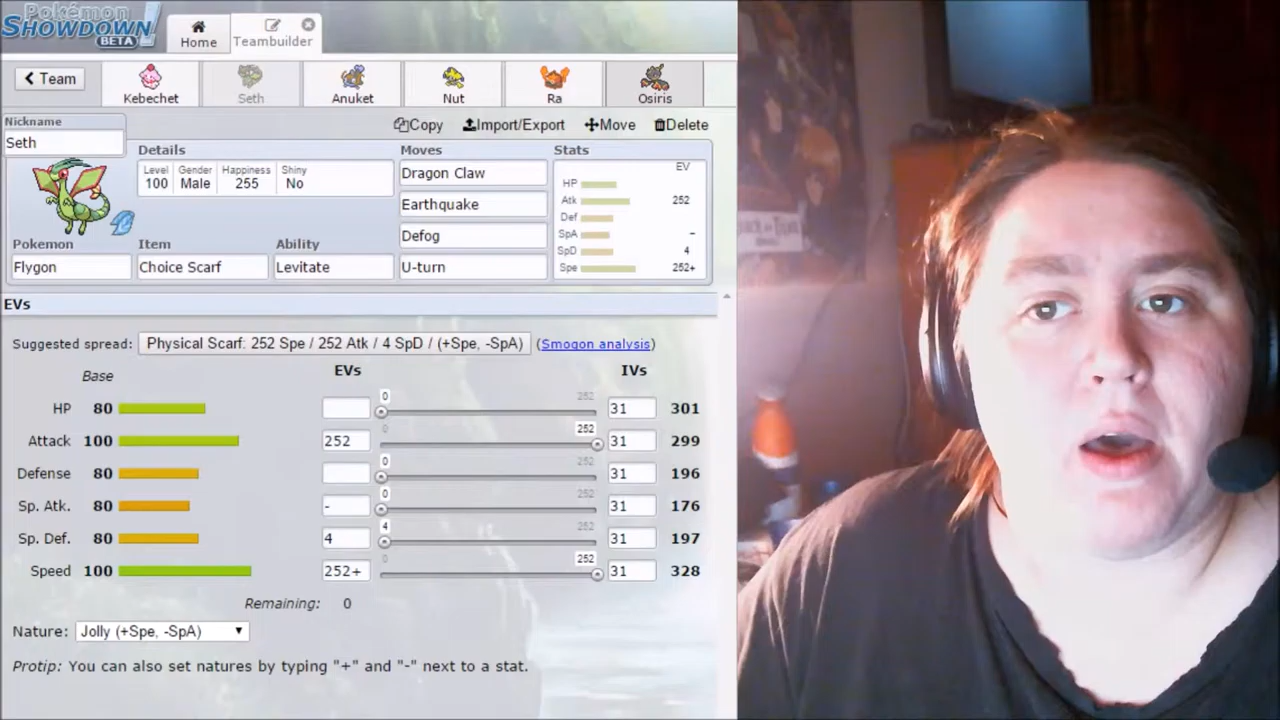 Pokémon
SHOWDOWN!
BETA
Home
Teambuilder
Team
Kebechet
Seth
Anuket
Nut
Ra
Osiris
Nickname
Seth
Copy Import/Export Move Delete
Details
Level Gender Happiness Shiny
100 Male 255 No
Moves
Dragon Claw
Earthquake
Defog
U-turn
Stats
EV
HP
Atk 252
Def
SpA –
SpD 4
Spe 252+
Pokemon Item Ability
Flygon Choice Scarf Levitate
EVs
Suggested spread: Physical Scarf: 252 Spe / 252 Atk / 4 SpD / (+Spe, -SpA) (Smogon analysis)
Base EVs IVs
0 252
HP 80 31 301
0 252
Attack 100 252 31 299
0 252
Defense 80 31 196
0 252
Sp. Atk. 80 - 31 176
4 252
Sp. Def. 80 4 31 197
0 252
Speed 100 252+ 31 328
Remaining: 0
Nature: Jolly (+Spe, -SpA)
Protip: You can also set natures by typing "+" and "-" next to a stat.